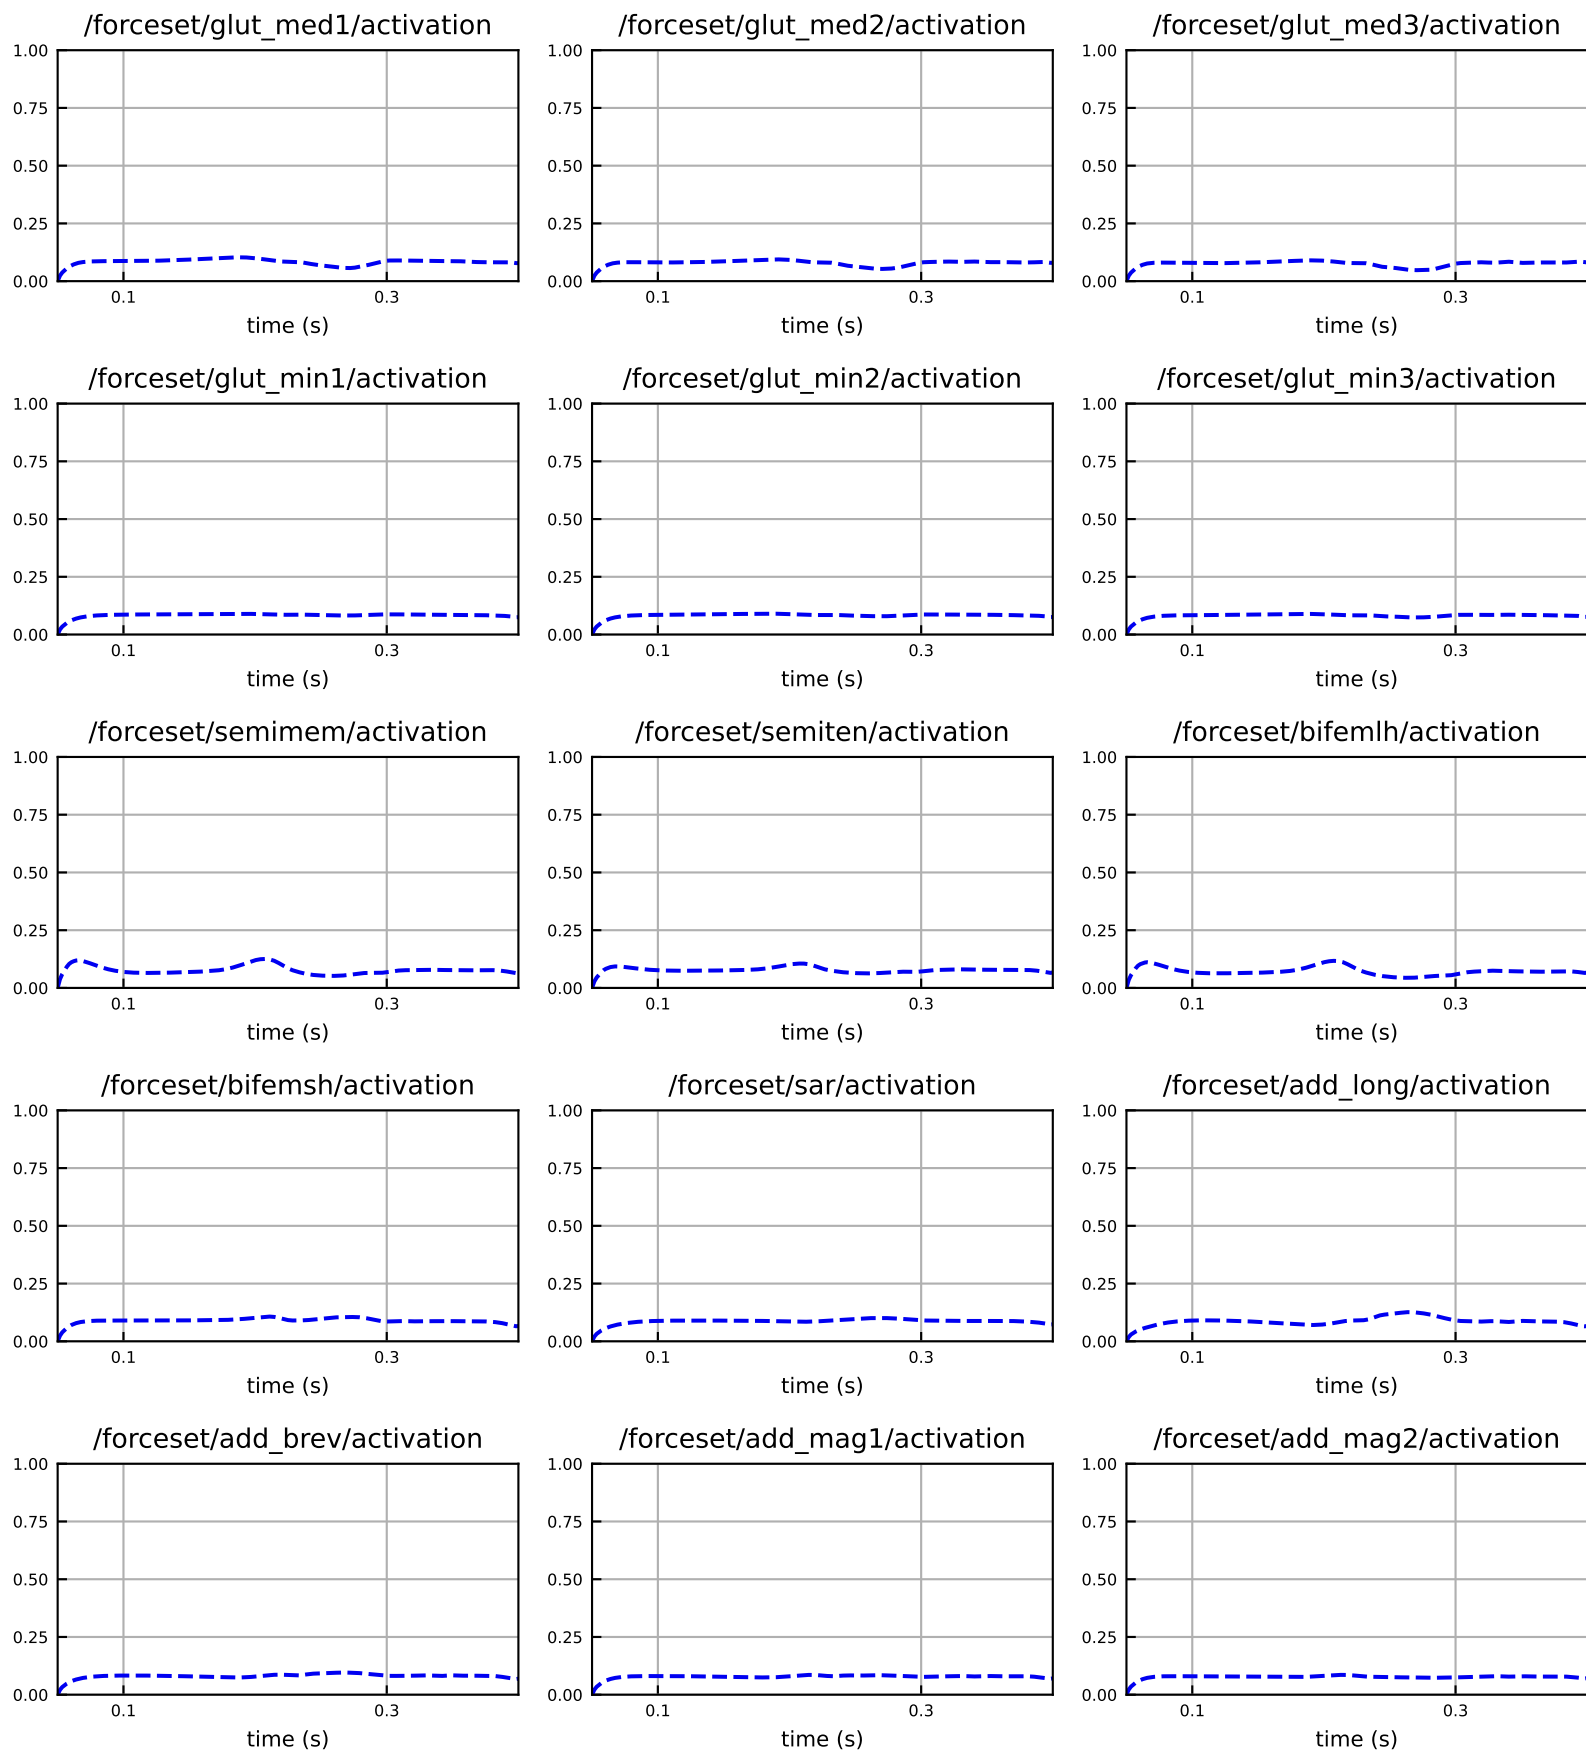 /forceset/glut_med1/activation /forceset/glut_med2/activation /forceset/glut_med3/activation
1.00 1.00 1.00
0.75 0.75 0.75
0.50 0.50 0.50
0.25 0.25 0.25
0.00 0.00 0.00
0.1 0.3 0.1 0.3 0.1 0.3
time (s) time (s) time (s)
/forceset/glut_min1/activation /forceset/glut_min2/activation /forceset/glut_min3/activation
1.00 1.00 1.00
0.75 0.75 0.75
0.50 0.50 0.50
0.25 0.25 0.25
0.00 0.00 0.00
0.1 0.3 0.1 0.3 0.1 0.3
time (s) time (s) time (s)
/forceset/semimem/activation /forceset/semiten/activation /forceset/bifemlh/activation
1.00 1.00 1.00
0.75 0.75 0.75
0.50 0.50 0.50
0.25 0.25 0.25
0.00 0.00 0.00
0.1 0.3 0.1 0.3 0.1 0.3
time (s) time (s) time (s)
/forceset/bifemsh/activation /forceset/sar/activation /forceset/add_long/activation
1.00 1.00 1.00
0.75 0.75 0.75
0.50 0.50 0.50
0.25 0.25 0.25
0.00 0.00 0.00
0.1 0.3 0.1 0.3 0.1 0.3
time (s) time (s) time (s)
/forceset/add_brev/activation /forceset/add_mag1/activation /forceset/add_mag2/activation
1.00 1.00 1.00
0.75 0.75 0.75
0.50 0.50 0.50
0.25 0.25 0.25
0.00 0.00 0.00
0.1 0.3 0.1 0.3 0.1 0.3
time (s) time (s) time (s)